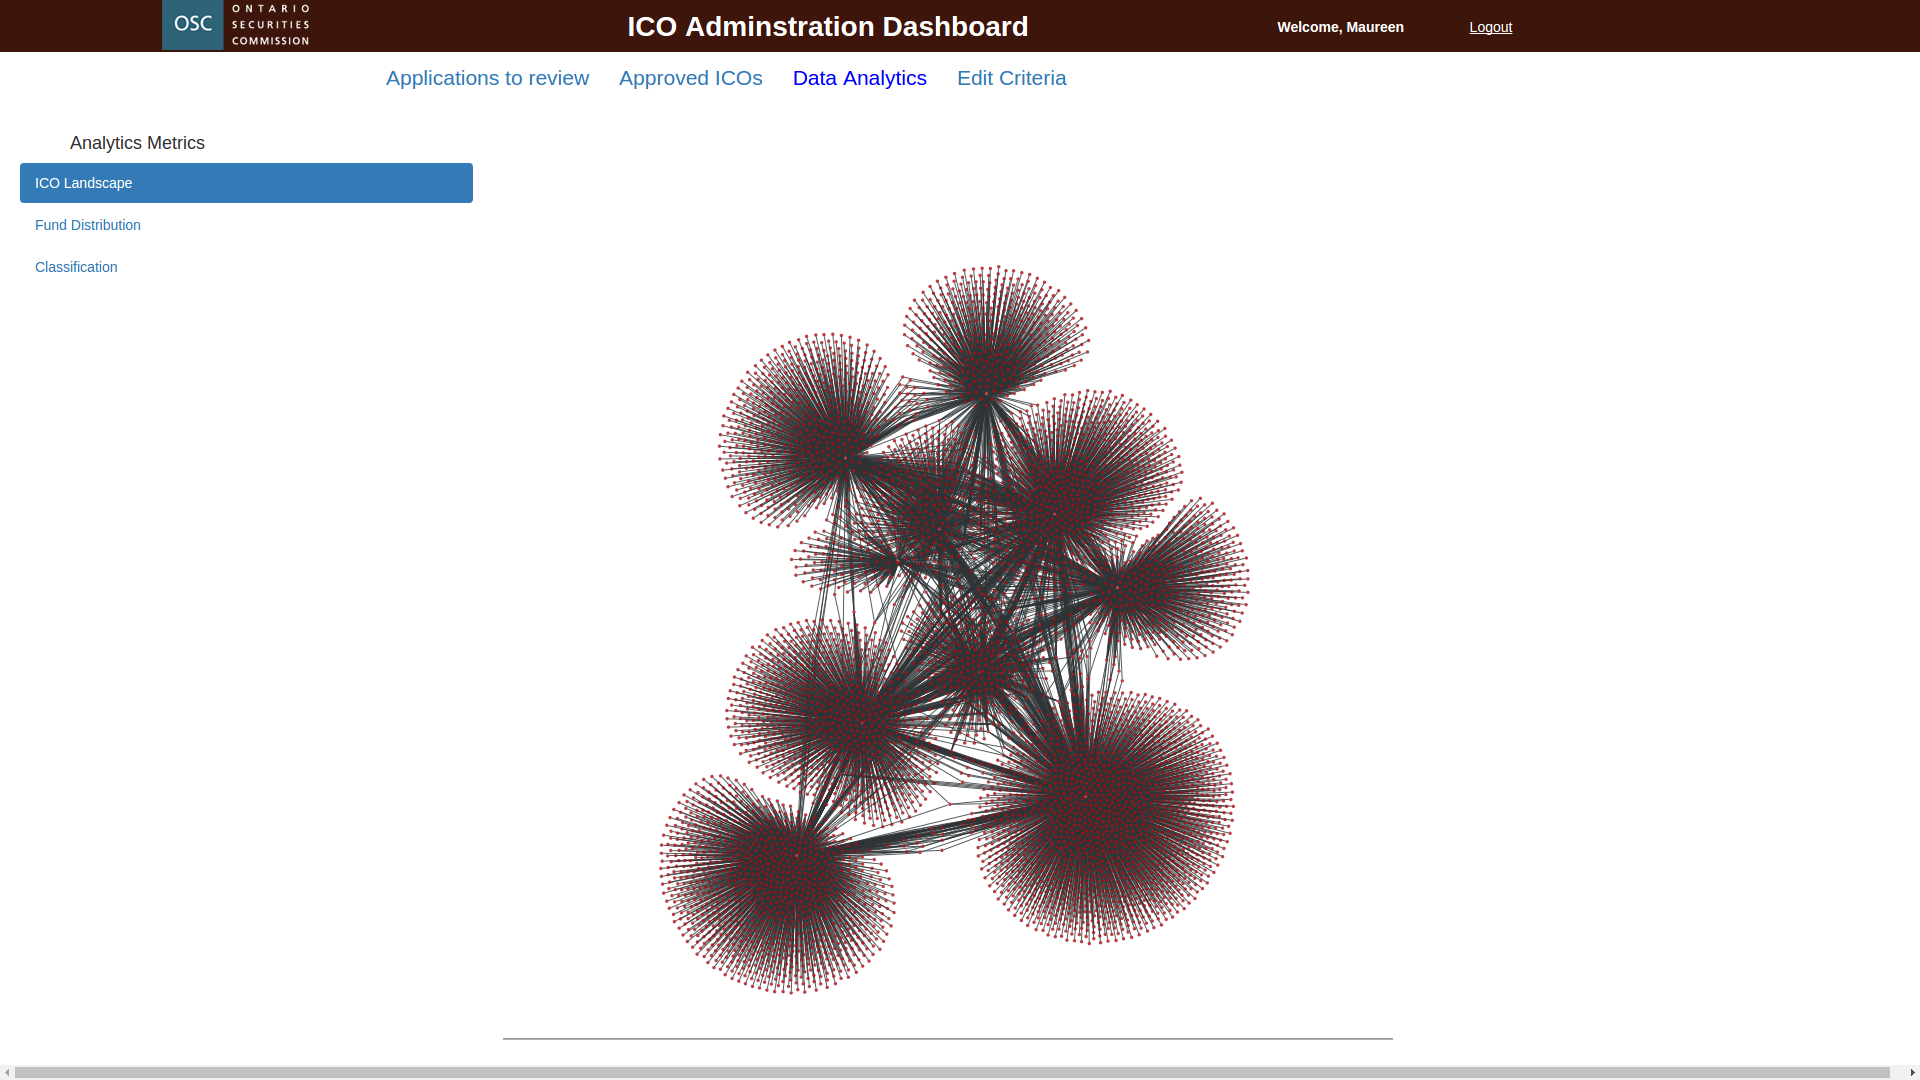 OSC
ONTARIO
SECURITIES
COMMISSION
ICO Adminstration Dashboard
Welcome, Maureen
Logout
Applications to review
Approved ICOs
Data Analytics
Edit Criteria
Analytics Metrics
ICO Landscape
Fund Distribution
Classification